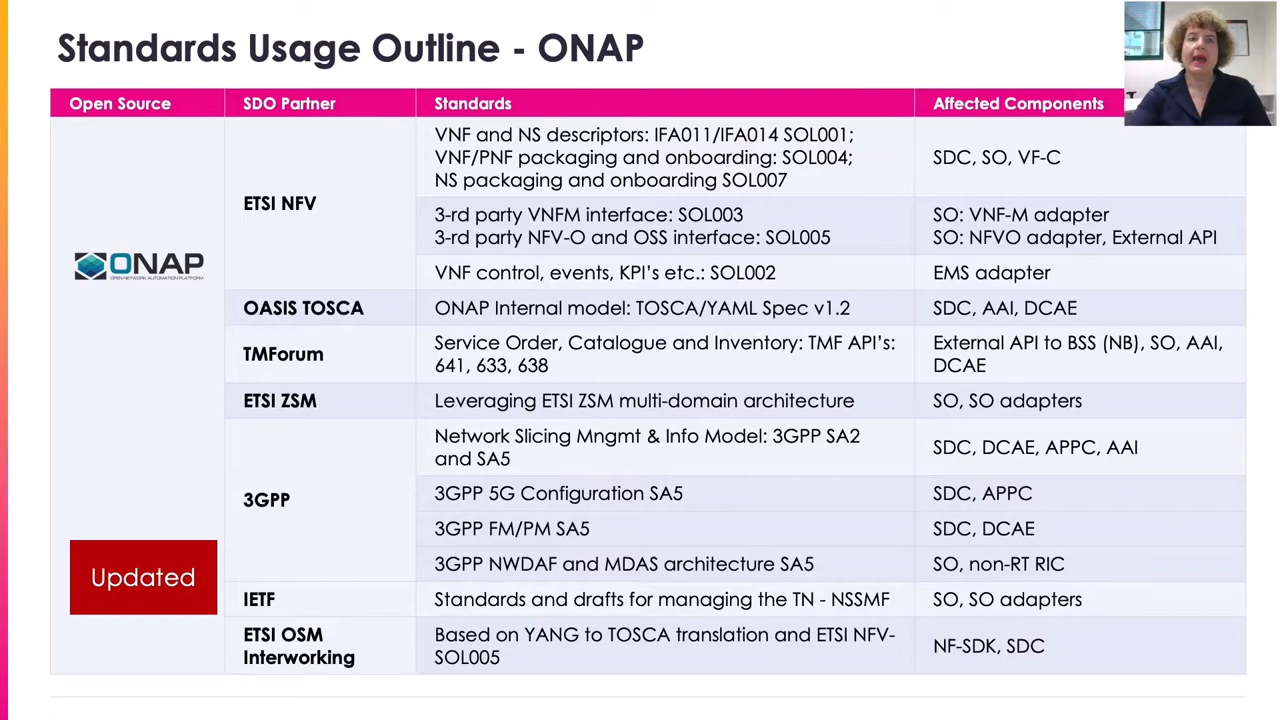 Standards Usage Outline - ONAP
Open Source
SDO Partner
Standards
Affected Components
ONAP
OPEN NETWORK AUTOMATION PLATFORM
Updated
ETSI NFV
VNF and NS descriptors: IFA011/IFA014 SOL001;
VNF/PNF packaging and onboarding: SOL004;
NS packaging and onboarding SOL007
SDC, SO, VF-C
3-rd party VNFM interface: SOL003
3-rd party NFV-O and OSS interface: SOL005
SO: VNF-M adapter
SO: NFVO adapter, External API
VNF control, events, KPI's etc.: SOL002
EMS adapter
OASIS TOSCA
ONAP Internal model: TOSCA/YAML Spec v1.2
SDC, AAI, DCAE
TMForum
Service Order, Catalogue and Inventory: TMF API's:
641, 633, 638
External API to BSS (NB), SO, AAI,
DCAE
ETSI ZSM
Leveraging ETSI ZSM multi-domain architecture
SO, SO adapters
3GPP
Network Slicing Mngmt & Info Model: 3GPP SA2
and SA5
SDC, DCAE, APPC, AAI
3GPP 5G Configuration SA5
SDC, APPC
3GPP FM/PM SA5
SDC, DCAE
3GPP NWDAF and MDAS architecture SA5
SO, non-RT RIC
IETF
Standards and drafts for managing the TN - NSSMF
SO, SO adapters
ETSI OSM
Interworking
Based on YANG to TOSCA translation and ETSI NFV-
SOL005
NF-SDK, SDC